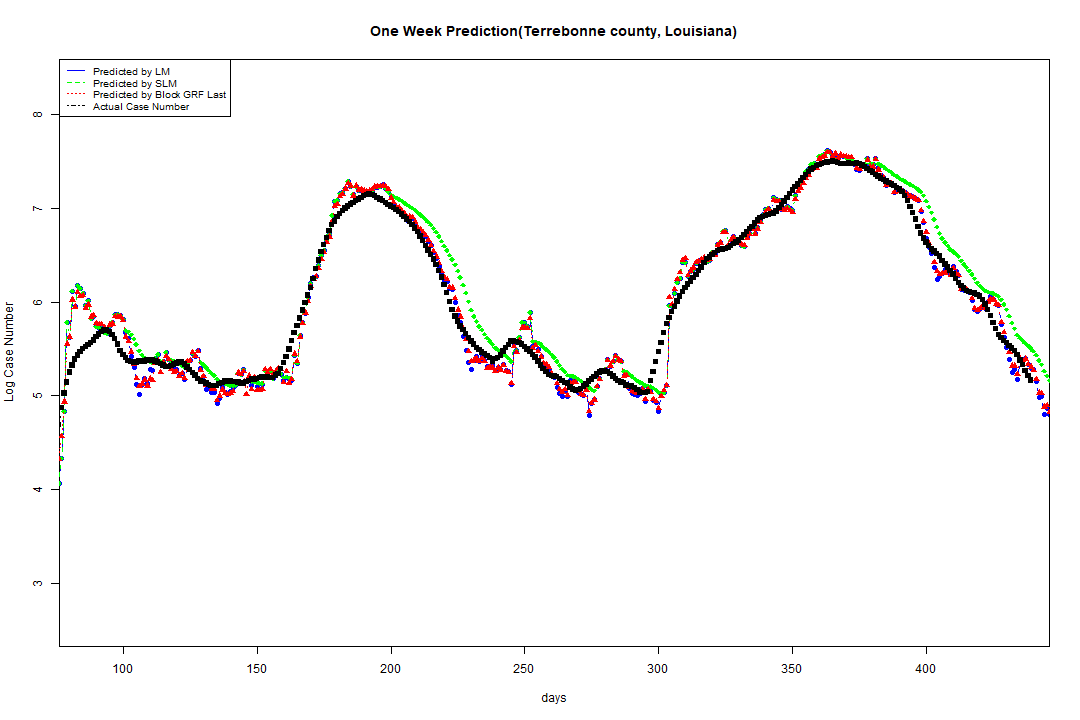 One Week Prediction(Terrebonne county, Louisiana)
Predicted by LM
Predicted by SLM
Predicted by Block GRF Last
Actual Case Number
8
7
6
5
4
3
Log Case Number
100 150 200 250 300 350 400
days